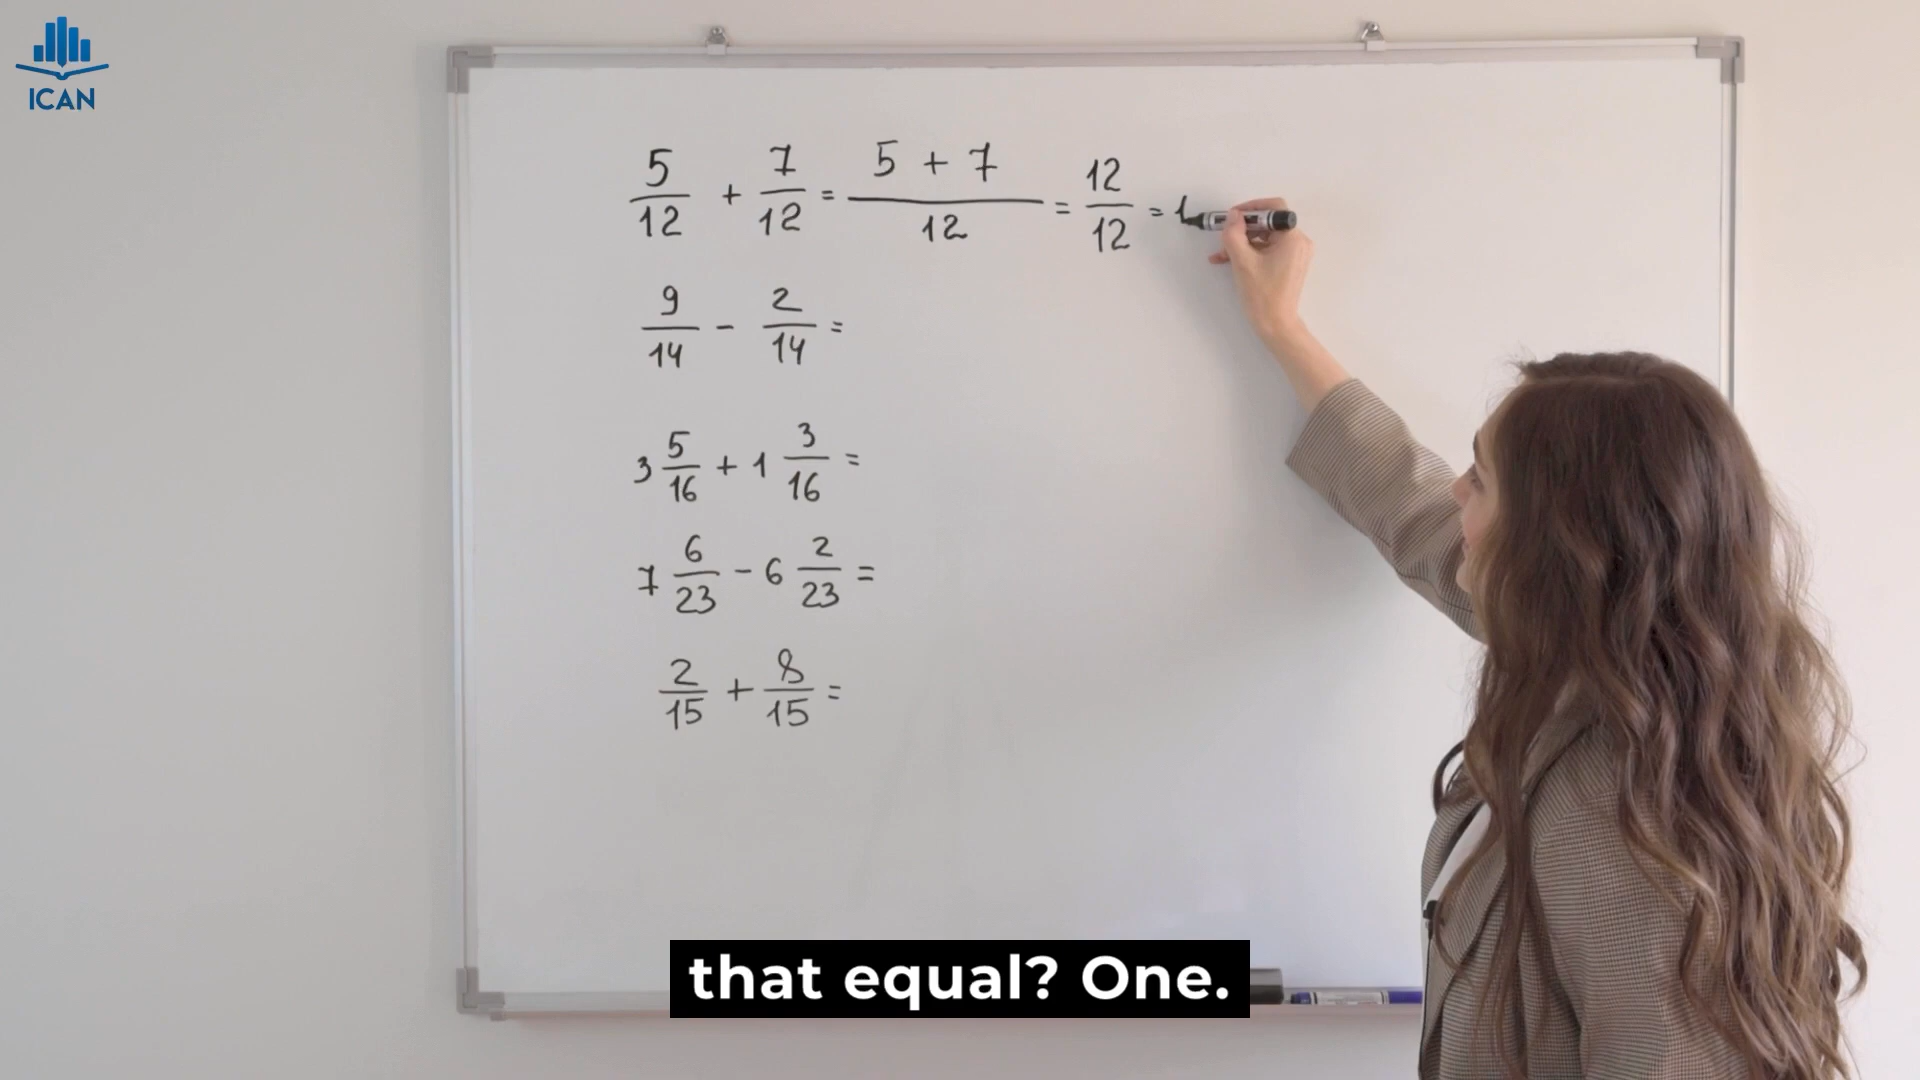 ICAN
5/12 + 7/12 = 5 + 7/12 = 12/12 = 1
9/14 - 2/14 =
3 5/16 + 1 3/16 =
7 6/23 - 6 2/23 =
2/15 + 8/15 =
that equal? One.